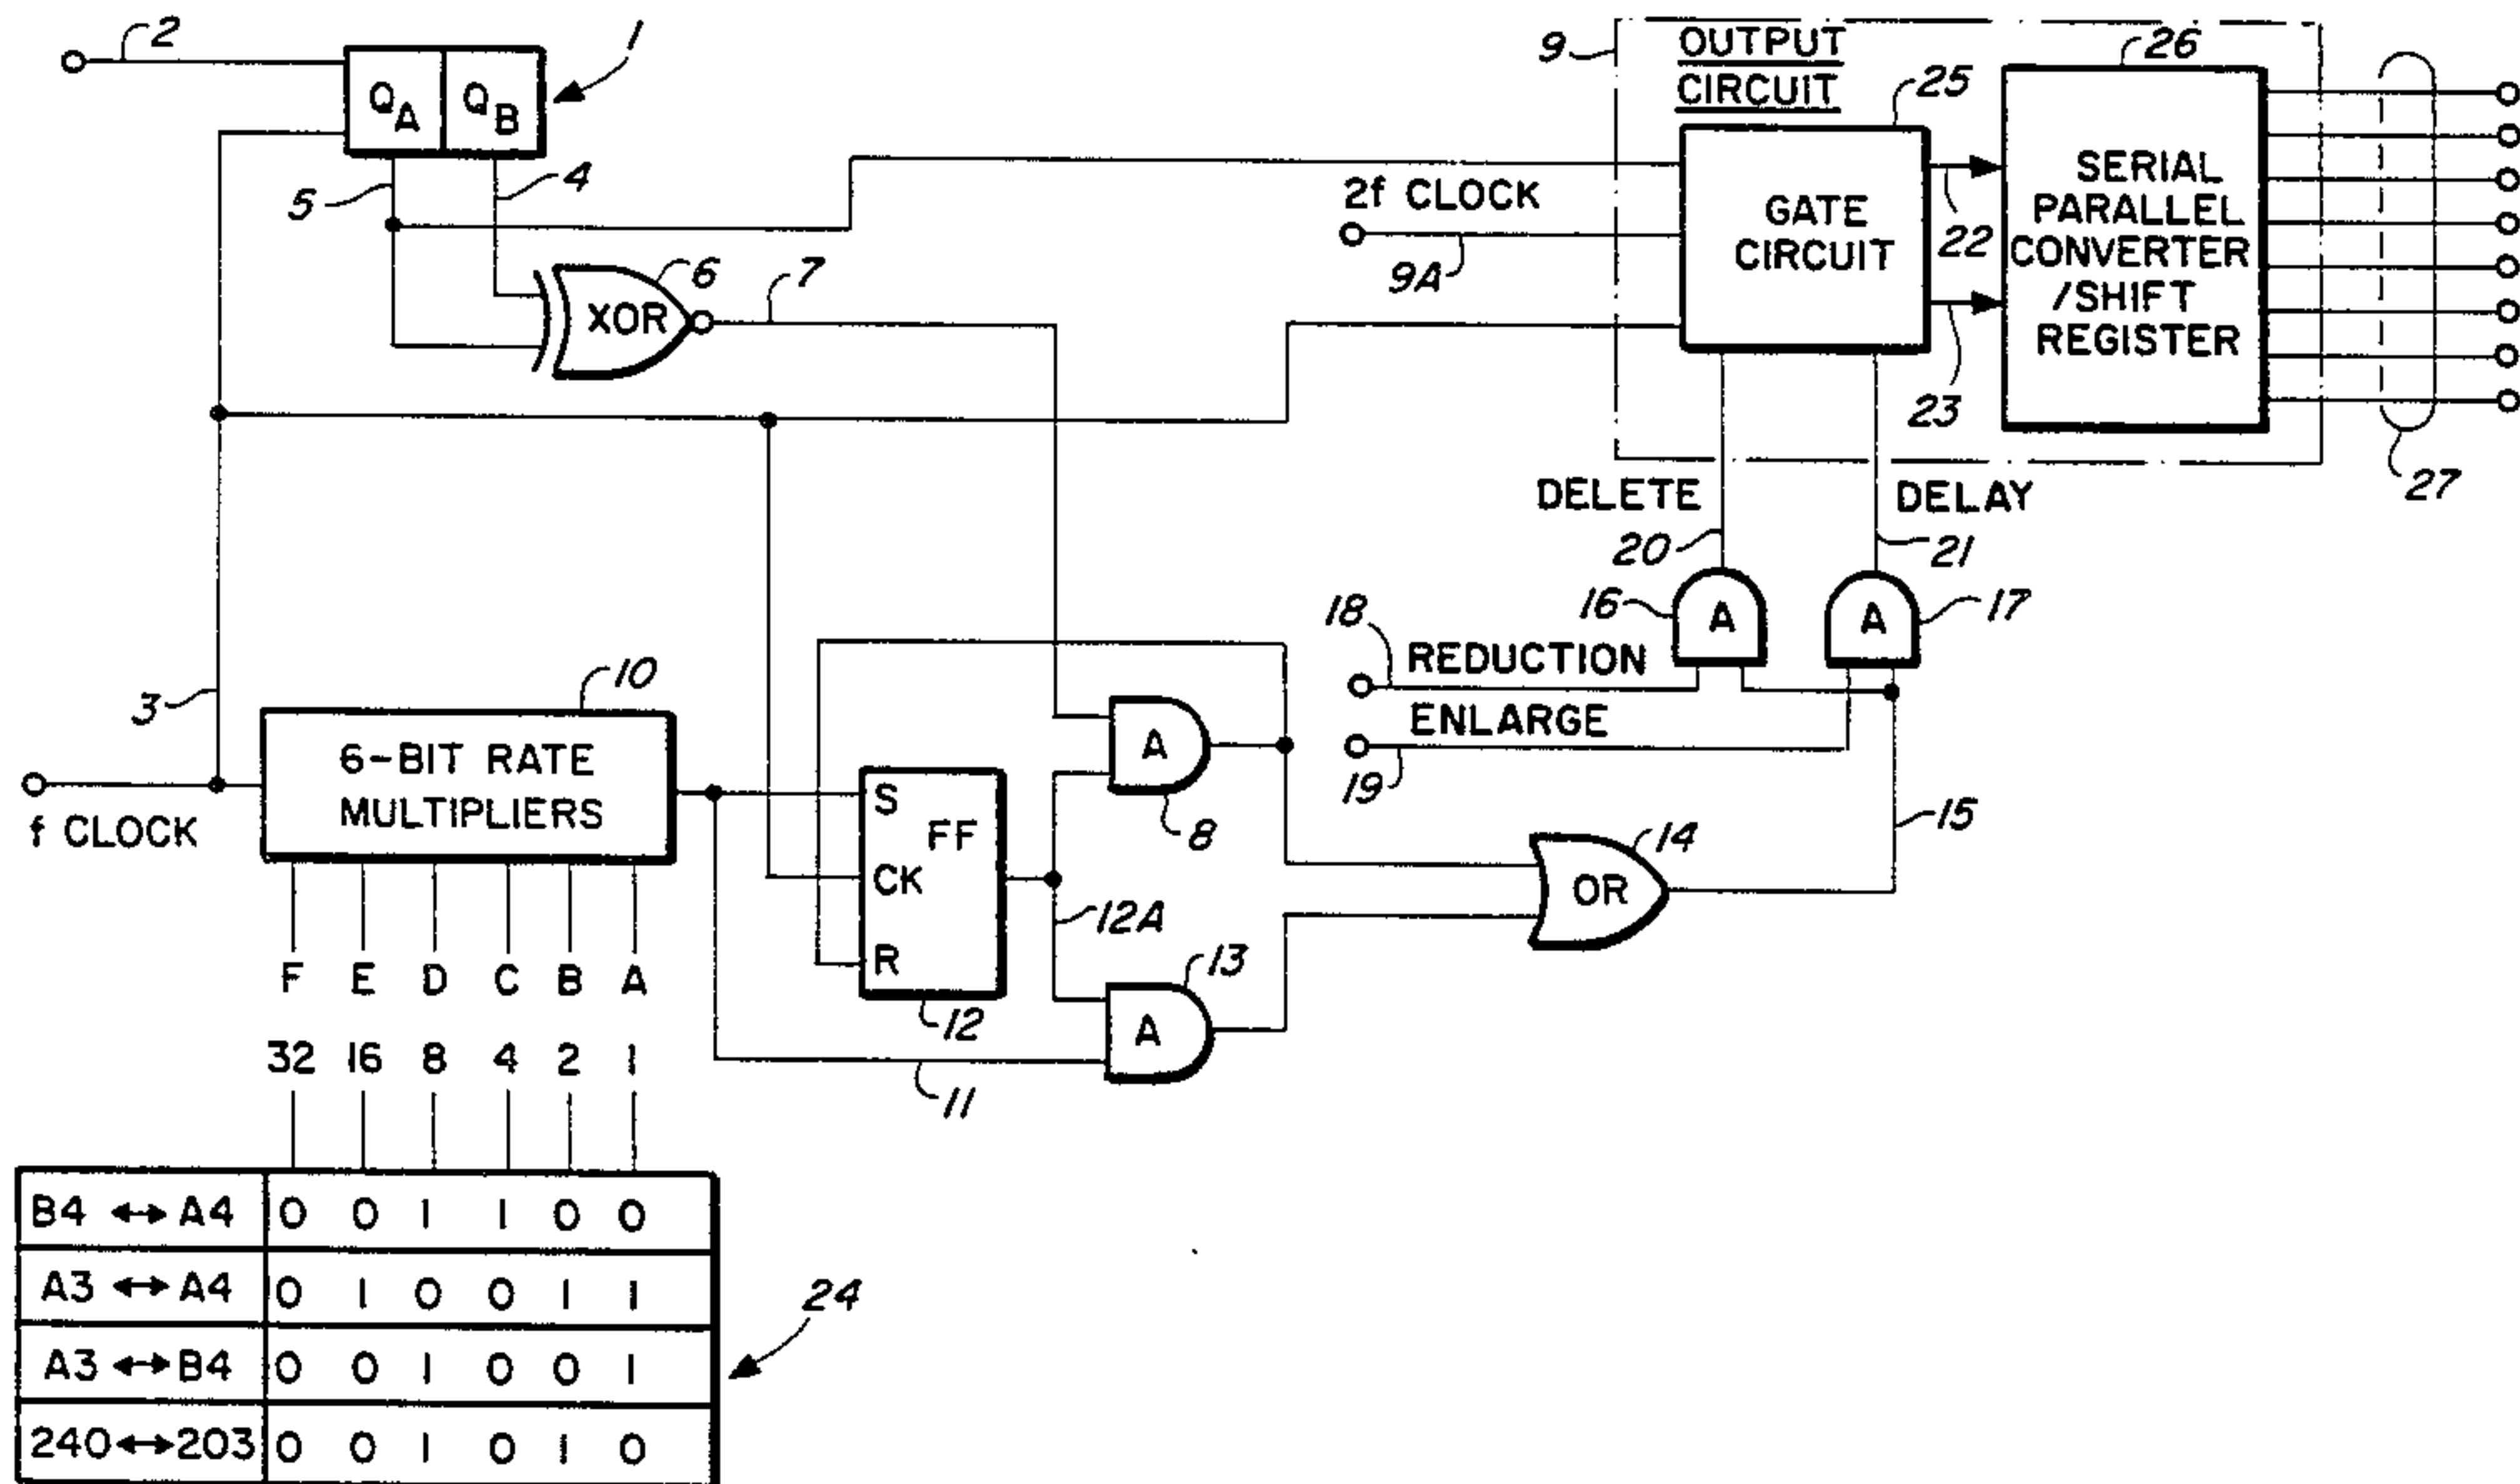 2
1
Q A
Q B
5
4
6
XOR
7
9
OUTPUT
CIRCUIT
25
26
2f CLOCK
9A
GATE
CIRCUIT
22
23
SERIAL
PARALLEL
CONVERTER
/SHIFT
REGISTER
27
DELETE
DELAY
20
21
16
A
A
17
18
REDUCTION
ENLARGE
19
3
10
6-BIT RATE
MULTIPLIERS
f CLOCK
F E D C B A
32 16 8 4 2 1
S
FF
CK
R
12
12A
A
8
13
A
11
14
OR
15
B4 ↔ A4 0 0 1 1 0 0
A3 ↔ A4 0 1 0 0 1 1
A3 ↔ B4 0 0 1 0 0 1
240 ↔ 203 0 0 1 0 1 0
24